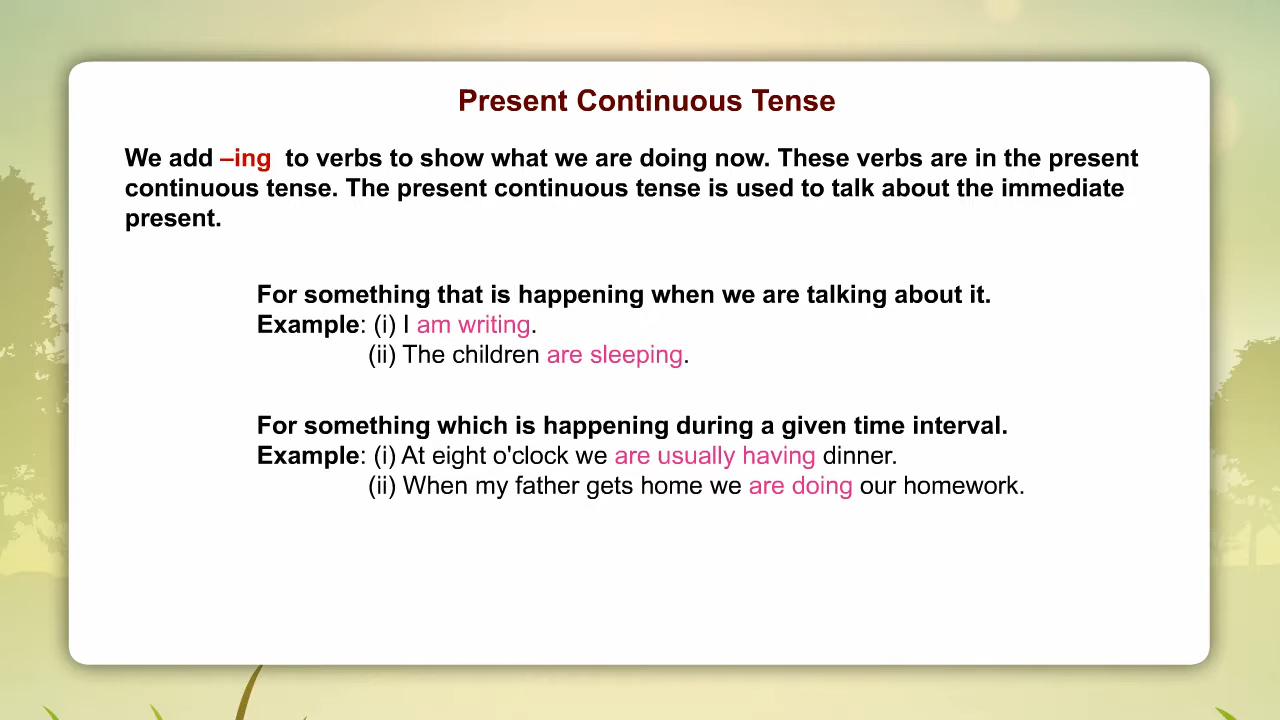 Present Continuous Tense
We add –ing to verbs to show what we are doing now. These verbs are in the present
continuous tense. The present continuous tense is used to talk about the immediate
present.
For something that is happening when we are talking about it.
Example: (i) I am writing.
(ii) The children are sleeping.
For something which is happening during a given time interval.
Example: (i) At eight o'clock we are usually having dinner.
(ii) When my father gets home we are doing our homework.